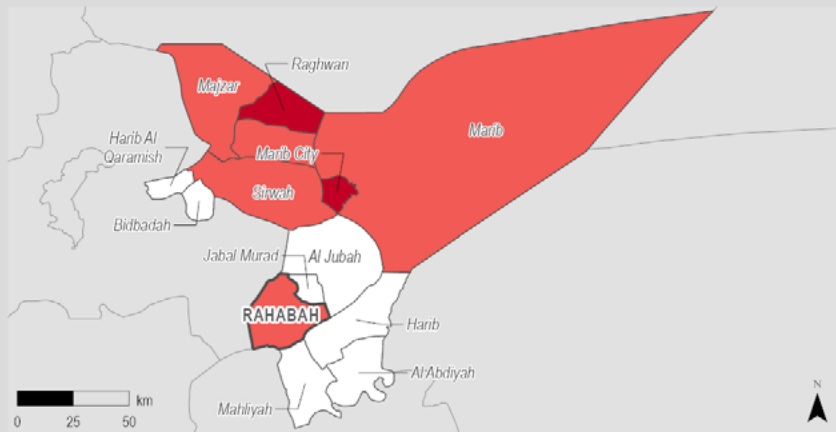 Raghwan
Majzar
Marib
Harib Al
Qaramish
Marib City
Sirwah
Bidbadah
Jabal Murad
Al Jubah
RAHABAH
Harib
Al Abdiyah
Mahliyah
km
0 25 50
N